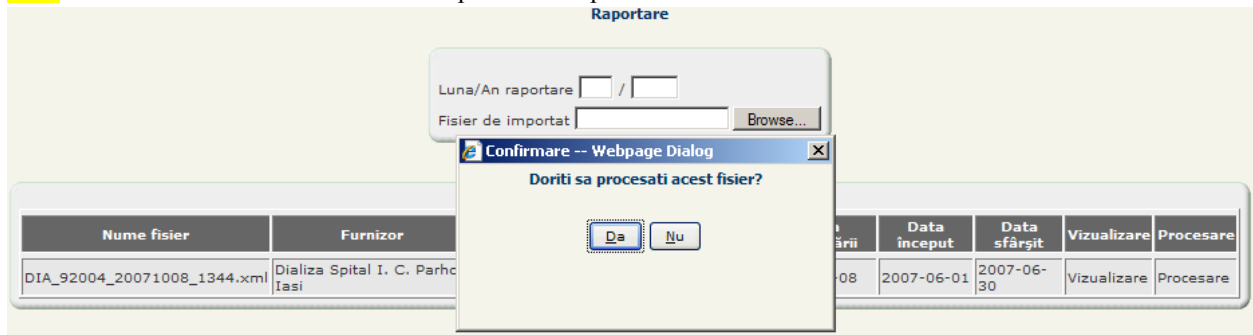 Raportare
Luna/An raportare /
Fisier de importat Browse...
Confirmare -- Webpage Dialog
Doriti sa procesati acest fisier?
Da Nu
Nume fisier Furnizor Data început Data sfârşit Vizualizare Procesare
DIA_92004_20071008_1344.xml Dializa Spital I. C. Iasi -08 2007-06-01 2007-06-30 Vizualizare Procesare